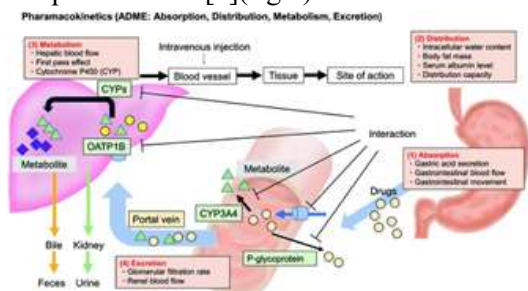 Pharamacokinetics (ADME: Absorption, Distribution, Metabolism, Excretion)
(3) Metabolism
・Hepatic blood flow
・First pass effect
・Cytochrome P450 (CYP)
Intravenous injection
Blood vessel
Tissue
Site of action
(2) Distribution
・Intracellular water content
・Body fat mass
・Serum albumin level
・Distribution capacity
CYPs
OATP1B
Metabolite
Interaction
(1) Absorption
・Gastric acid secretion
・Gastrointestinal blood flow
・Gastrointestinal movement
Metabolite
Drugs
CYP3A4
Portal vein
P-glycoprotein
Bile
Kidney
(4) Excretion
・Glomerular filtration rate
・Renal blood flow
Feces
Urine